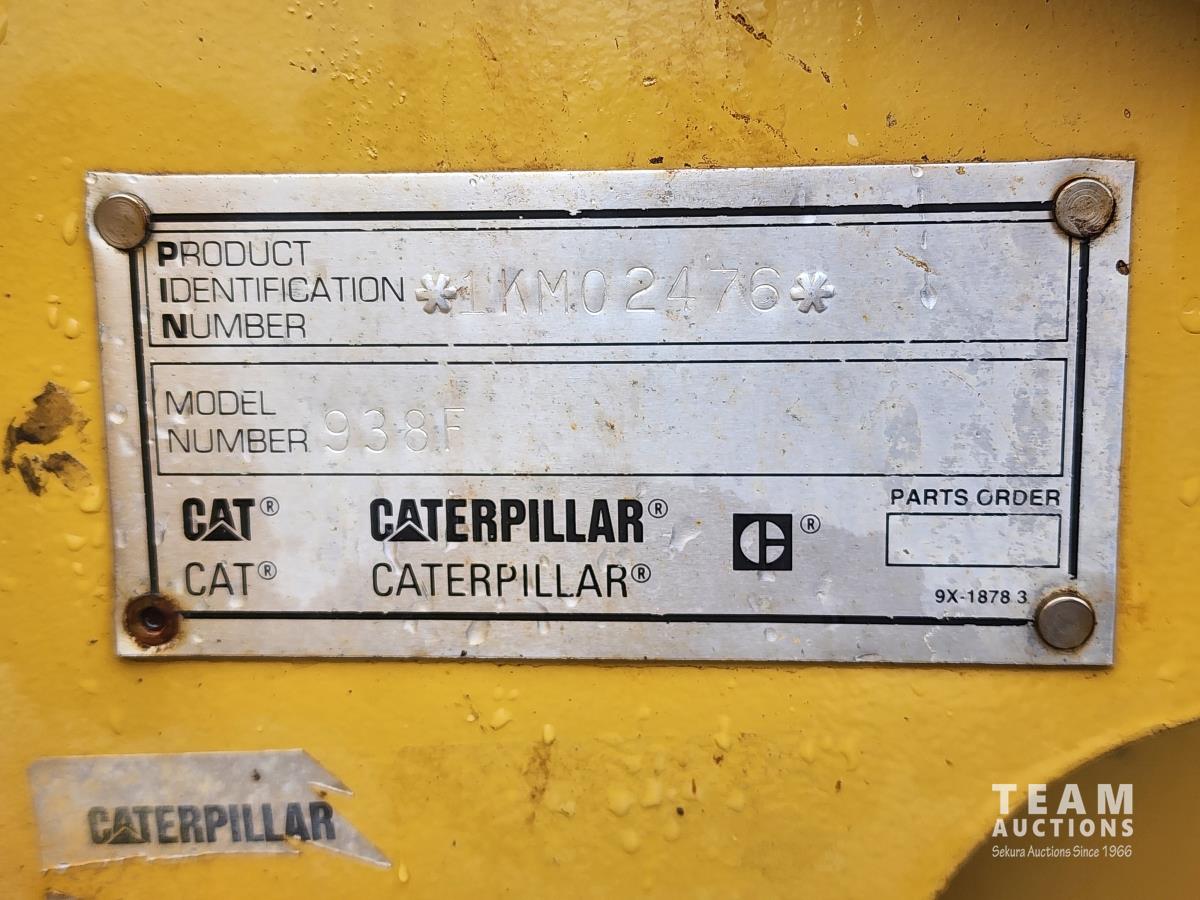 PRODUCT
IDENTIFICATION *1KM02476*
NUMBER
MODEL
NUMBER 938F
CAT® CATERPILLAR® ®
CAT® CATERPILLAR®
PARTS ORDER
9X-1878 3
CATERPILLAR
TEAM
AUCTIONS
Sekura Auctions Since 1966